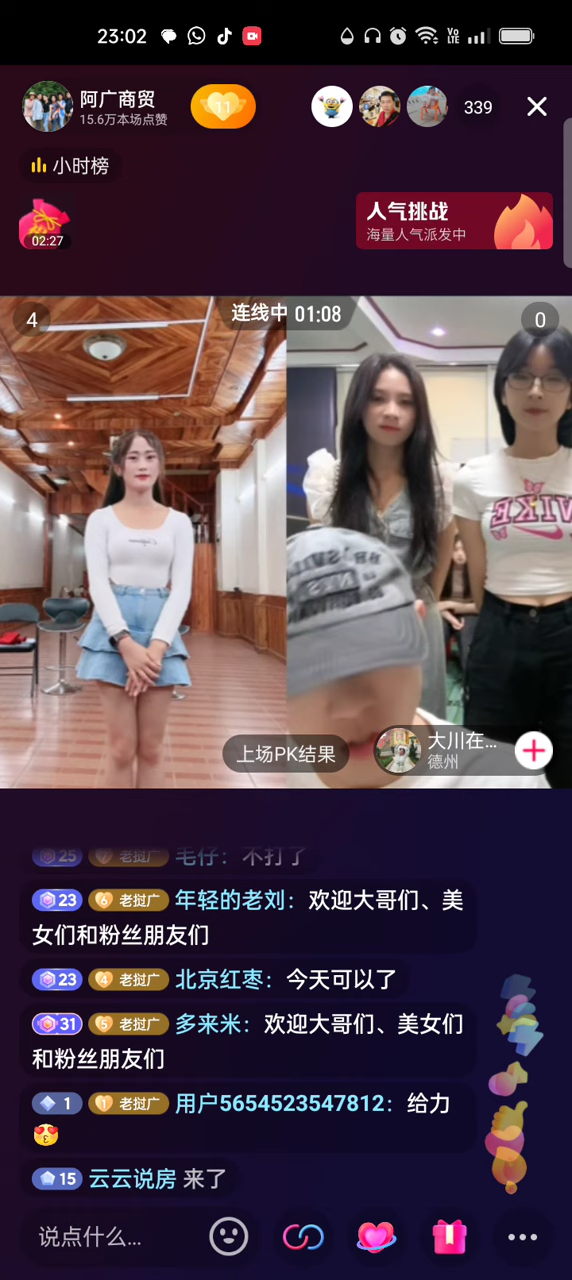 23:02
Vo
LTE
阿广商贸
15.6万本场点赞
11
339
小时榜
02:27
人气挑战
海量人气派发中
4
连线中 01:08
0
NIKE
上场PK结果
大川在...
德州
25 老挝广 毛仔：不打了
23 6 老挝广 年轻的老刘：欢迎大哥们、美
女们和粉丝朋友们
23 4 老挝广 北京红枣：今天可以了
31 5 老挝广 多来米：欢迎大哥们、美女们
和粉丝朋友们
1 1 老挝广 用户5654523547812：给力
😍
15 云云说房 来了
说点什么...